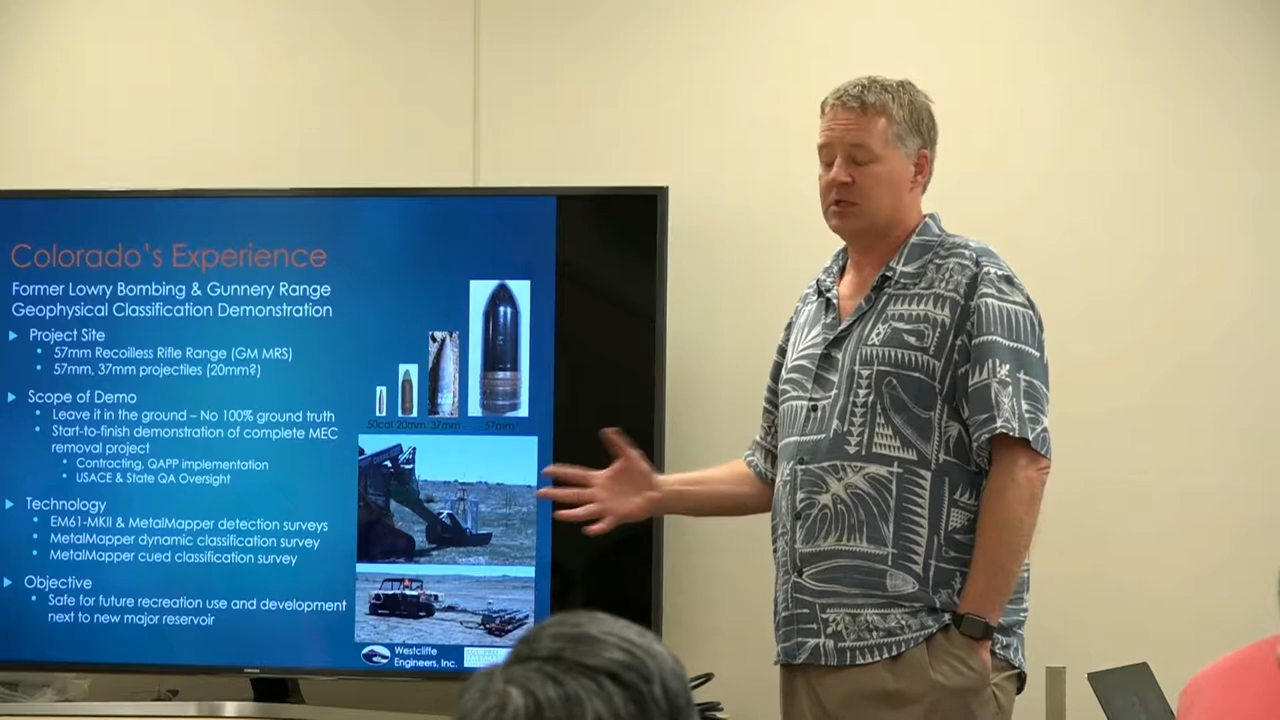 Colorado's Experience
Former Lowry Bombing & Gunnery Range
Geophysical Classification Demonstration
Project Site
57mm Recoilless Rifle Range (GM MRS)
57mm, 37mm projectiles (20mm?)
Scope of Demo
Leave it in the ground – No 100% ground truth
Start-to-finish demonstration of complete MEC
removal project
Contracting, QAPP implementation
USACE & State QA Oversight
Technology
EM61-MKII & MetalMapper detection surveys
MetalMapper dynamic classification survey
MetalMapper cued classification survey
Objective
Safe for future recreation use and development
next to new major reservoir
50cal 20mm 37mm 57mm
Westcliffe
Engineers, Inc.